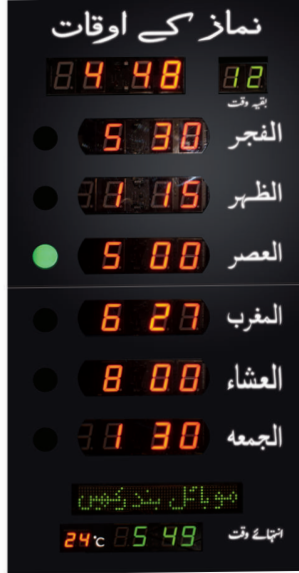 نماز کے اوقات
4 48 12
بقیہ وقت
5 30 الفجر
1 15 الظہر
5 00 العصر
6 27 المغرب
8 00 العشاء
1 30 الجمعہ
موبائل بند رکھیں
24°C 5 49 انتہائے وقت